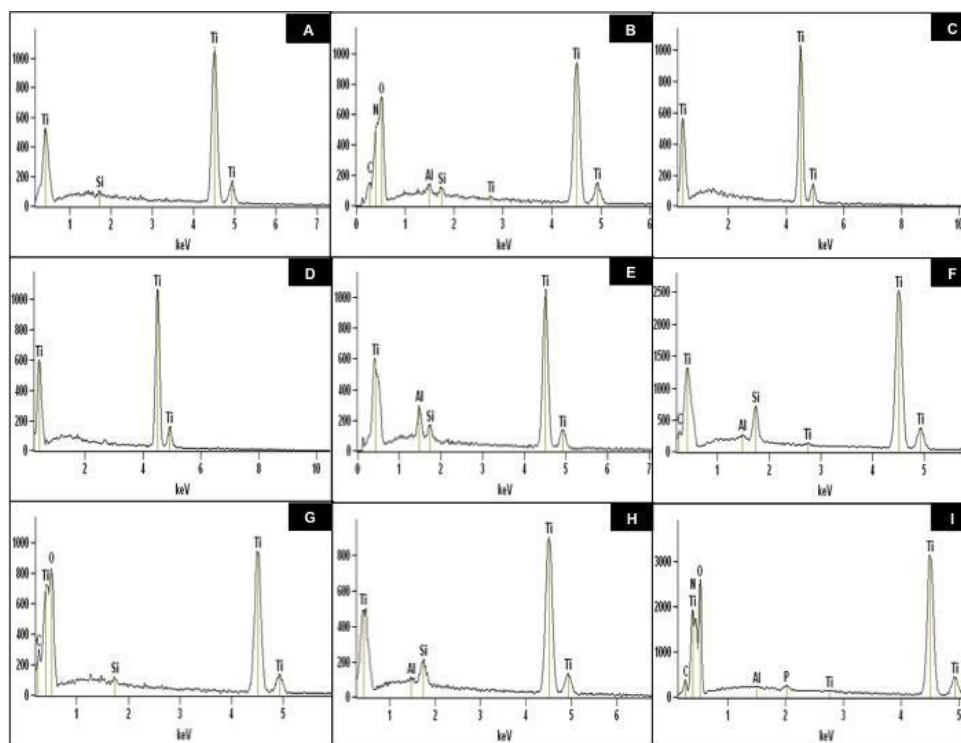 A
Ti
1000
800
600
Ti
400
200
Si
Ti
0
1 2 3 4 5 6 7
keV
B
Ti
1000
800
O
600
N
400
200
C
Al
Si
Ti
Ti
0
0 1 2 3 4 5 6
keV
C
Ti
1000
800
600
Ti
400
200
Ti
0
2 4 6 8 10
keV
D
Ti
1000
800
600
Ti
400
200
Ti
0
2 4 6 8 10
keV
E
Ti
1000
800
600
Ti
400
Al
200
Si
Ti
0
0 1 2 3 4 5 6 7
keV
F
Ti
2500
2000
1500
Ti
1000
500
C
Al
Si
Ti
Ti
0
1 2 3 4 5
keV
G
Ti
1000
800
Ti
O
600
400
C
200
Si
Ti
0
1 2 3 4 5
keV
H
Ti
800
600
Ti
400
200
Al
Si
Ti
0
1 2 3 4 5 6
keV
I
Ti
3000
O
N
Ti
2000
1000
C
Al
P
Ti
Ti
0
1 2 3 4 5
keV